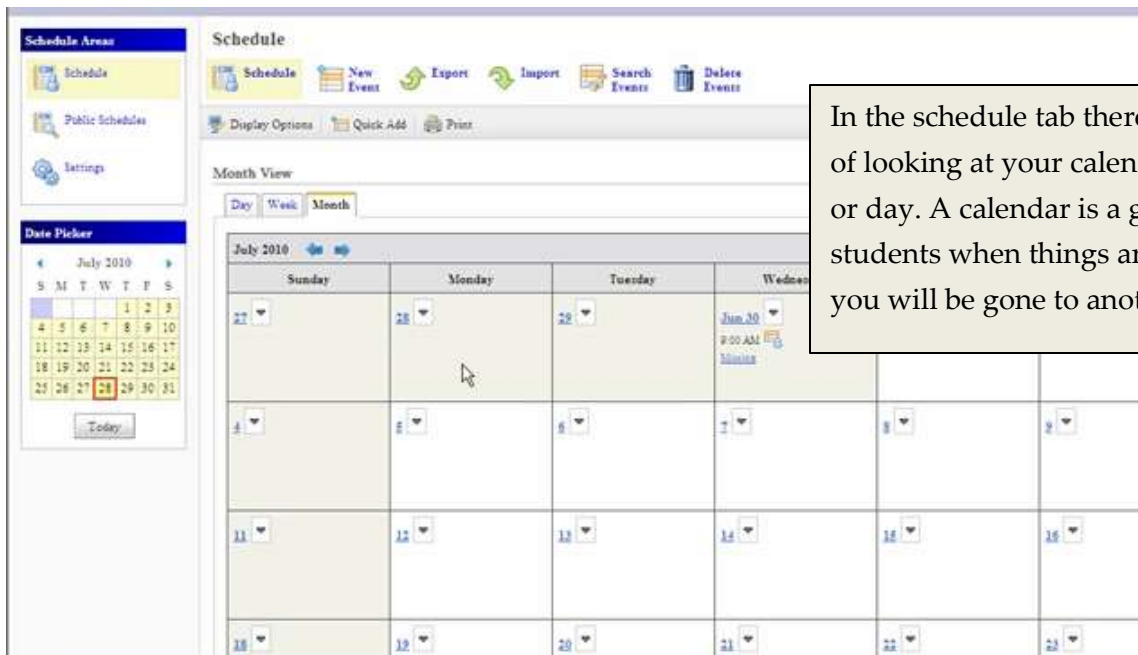 Schedule Areas
Schedule
Public Schedules
Settings
Date Picker
July 2010
S M T W T F S
1 2 3
4 5 6 7 8 9 10
11 12 13 14 15 16 17
18 19 20 21 22 23 24
25 26 27 28 29 30 31
Today
Schedule
Schedule New Event Export Import Search Events Delete Events
Display Options Quick Add Print
Month View
Day Week Month
July 2010
Sunday Monday Tuesday
27 28 29 Jun 30
9:00 AM
4 5 6 7 8 9
11 12 13 14 15 16
18 19 20 21 22 23
In the schedule tab there
of looking at your calen
or day. A calendar is a g
students when things ar
you will be gone to anot